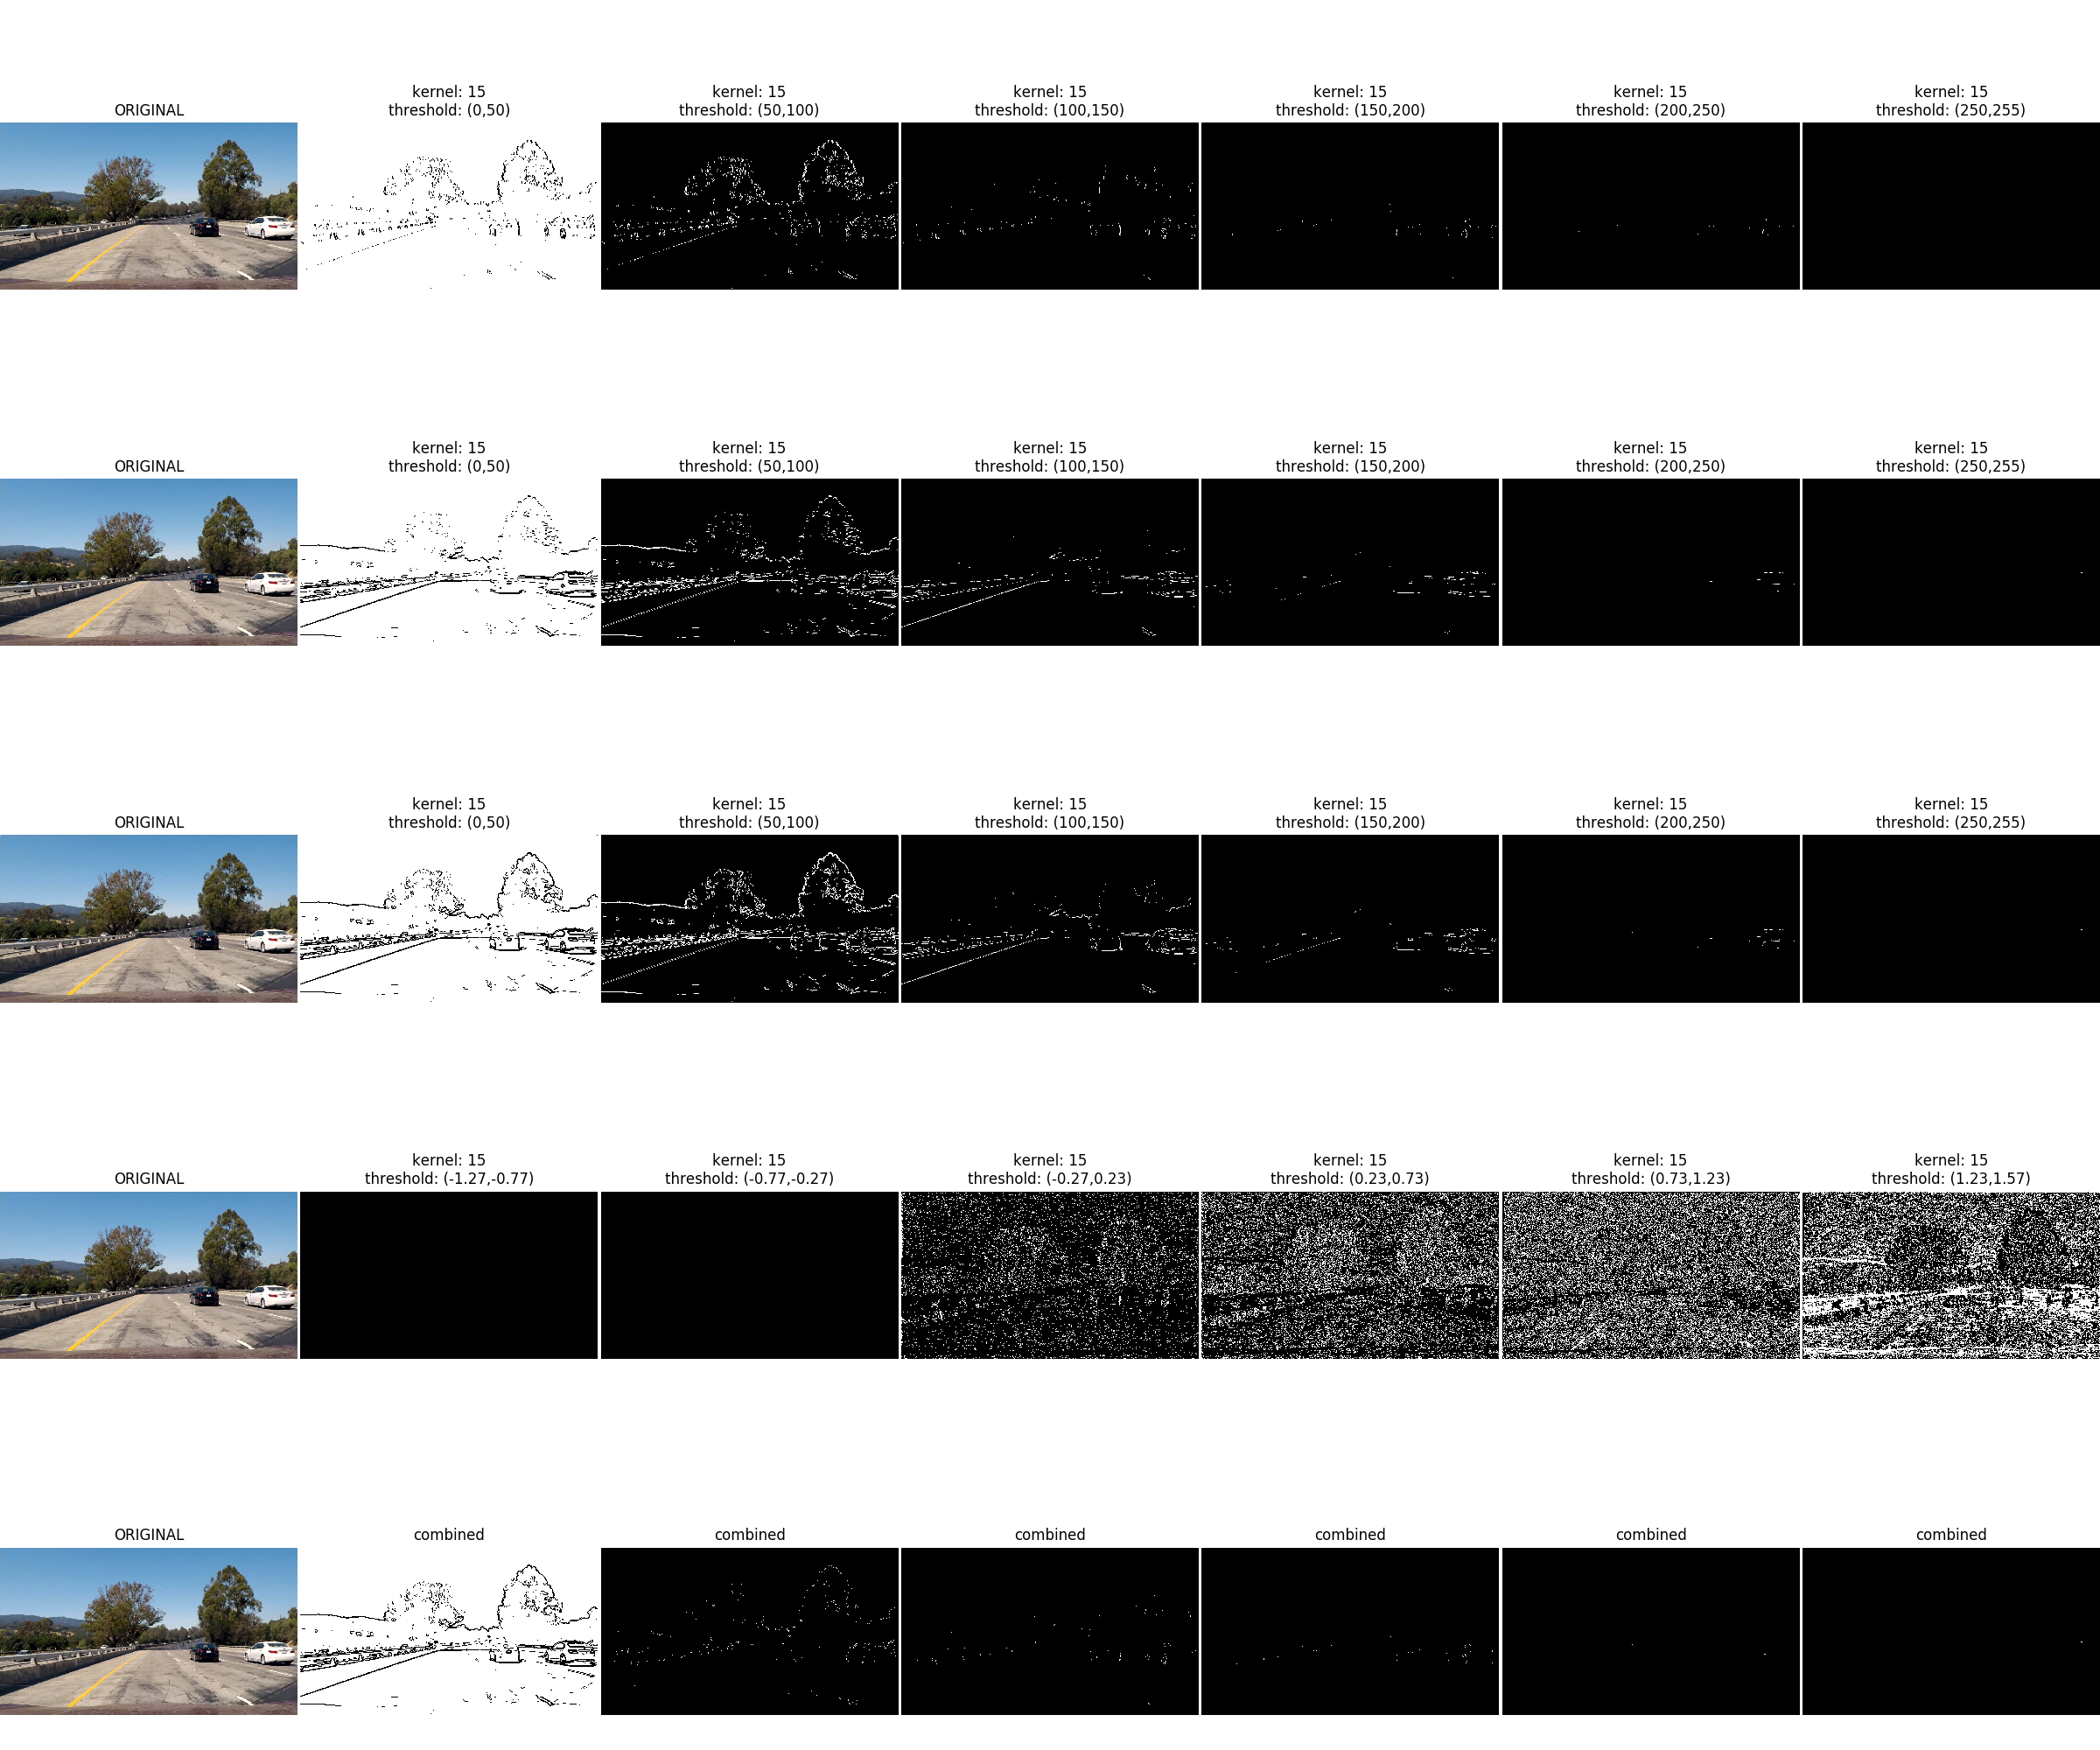 kernel: 15 kernel: 15 kernel: 15 kernel: 15 kernel: 15 kernel: 15
ORIGINAL threshold: (0,50) threshold: (50,100) threshold: (100,150) threshold: (150,200) threshold: (200,250) threshold: (250,255)
kernel: 15 kernel: 15 kernel: 15 kernel: 15 kernel: 15 kernel: 15
ORIGINAL threshold: (0,50) threshold: (50,100) threshold: (100,150) threshold: (150,200) threshold: (200,250) threshold: (250,255)
kernel: 15 kernel: 15 kernel: 15 kernel: 15 kernel: 15 kernel: 15
ORIGINAL threshold: (0,50) threshold: (50,100) threshold: (100,150) threshold: (150,200) threshold: (200,250) threshold: (250,255)
kernel: 15 kernel: 15 kernel: 15 kernel: 15 kernel: 15 kernel: 15
ORIGINAL threshold: (-1.27,-0.77) threshold: (-0.77,-0.27) threshold: (-0.27,0.23) threshold: (0.23,0.73) threshold: (0.73,1.23) threshold: (1.23,1.57)
ORIGINAL combined combined combined combined combined combined